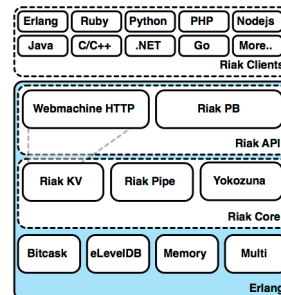 Erlang Ruby Python PHP Nodejs
Java C/C++ .NET Go More..
Riak Clients
Webmachine HTTP Riak PB
Riak API
Riak KV Riak Pipe Yokozuna
Riak Core
Bitcask eLevelDB Memory Multi
Erlang